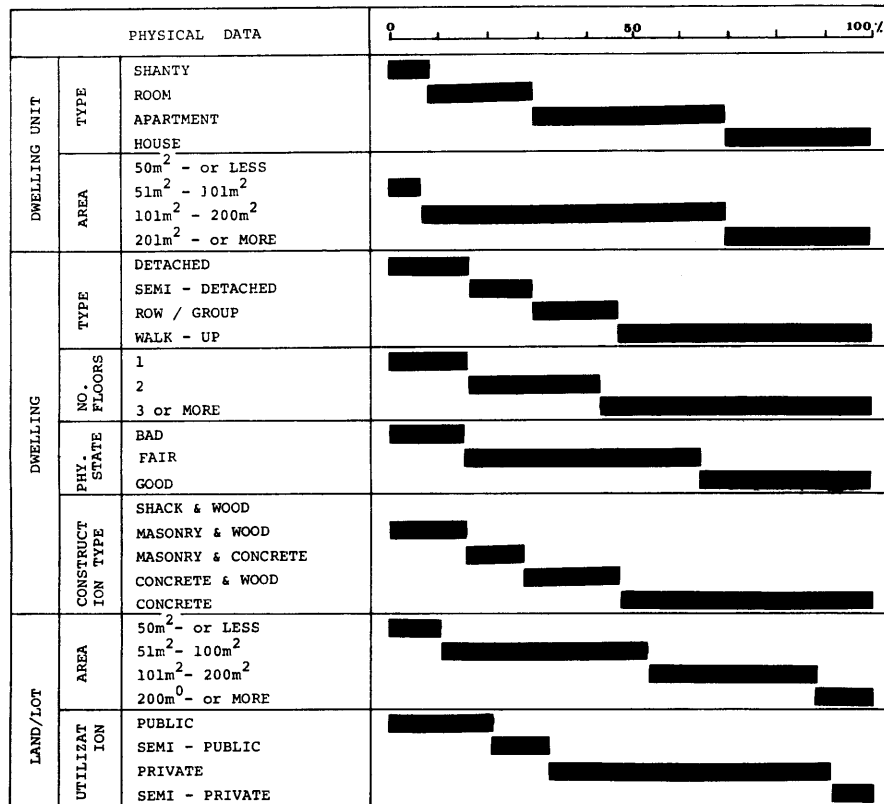 PHYSICAL DATA
0 50 100%
DWELLING UNIT
TYPE
SHANTY
ROOM
APARTMENT
HOUSE
AREA
50m² - or LESS
51m² - 101m²
101m² - 200m²
201m² - or MORE
DWELLING
TYPE
DETACHED
SEMI - DETACHED
ROW / GROUP
WALK - UP
NO.
FLOORS
1
2
3 or MORE
PHY.
STATE
BAD
FAIR
GOOD
CONSTRUCT
ION TYPE
SHACK & WOOD
MASONRY & WOOD
MASONRY & CONCRETE
CONCRETE & WOOD
CONCRETE
LAND/LOT
AREA
50m²- or LESS
51m²- 100m²
101m²- 200m²
200m⁰- or MORE
UTILIZAT
ION
PUBLIC
SEMI - PUBLIC
PRIVATE
SEMI - PRIVATE